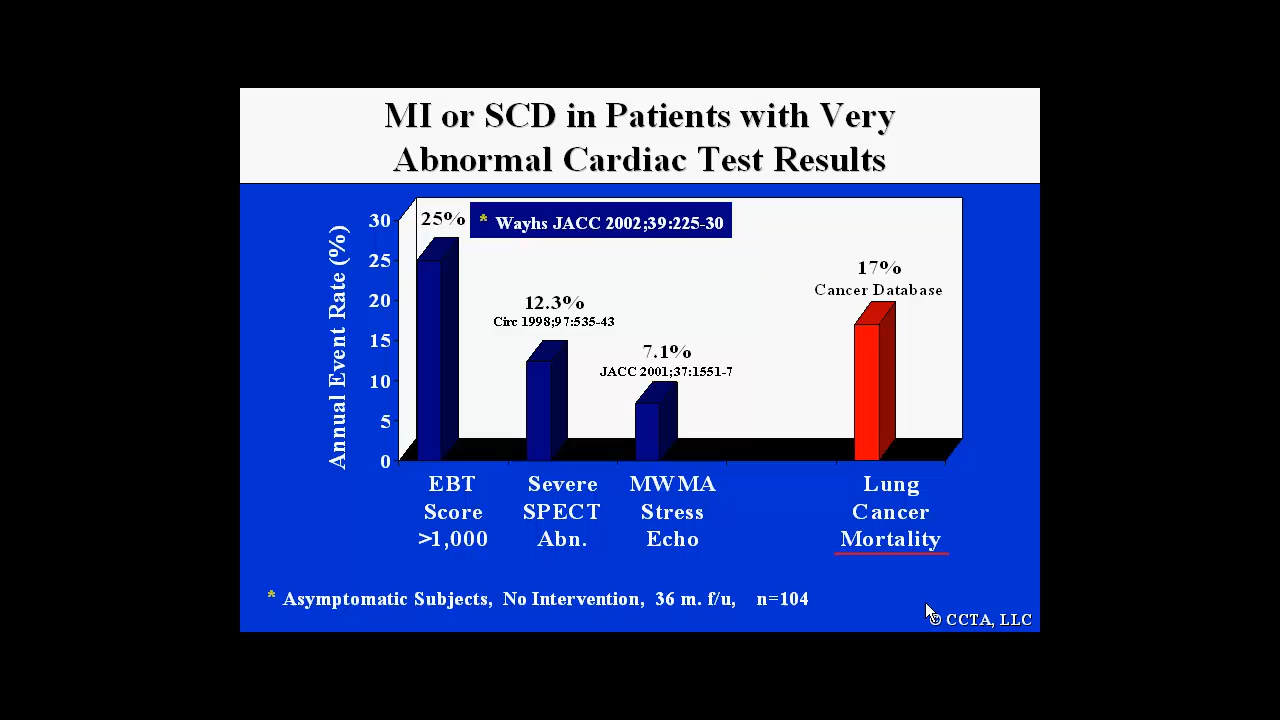 MI or SCD in Patients with Very
Abnormal Cardiac Test Results
Annual Event Rate (%)
30
25
20
15
10
5
0
25%
* Wayhs JACC 2002;39:225-30
12.3%
Circ 1998;97:535-43
7.1%
JACC 2001;37:1551-7
17%
Cancer Database
EBT
Score
>1,000
Severe
SPECT
Abn.
MWMA
Stress
Echo
Lung
Cancer
Mortality
* Asymptomatic Subjects, No Intervention, 36 m. f/u, n=104
© CCTA, LLC